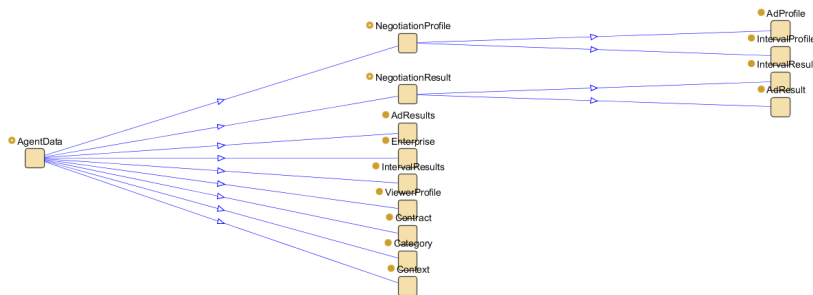 AgentData
NegotiationProfile
NegotiationResult
AdResults
Enterprise
IntervalResults
ViewerProfile
Contract
Category
Context
AdProfile
IntervalProfile
IntervalResult
AdResult